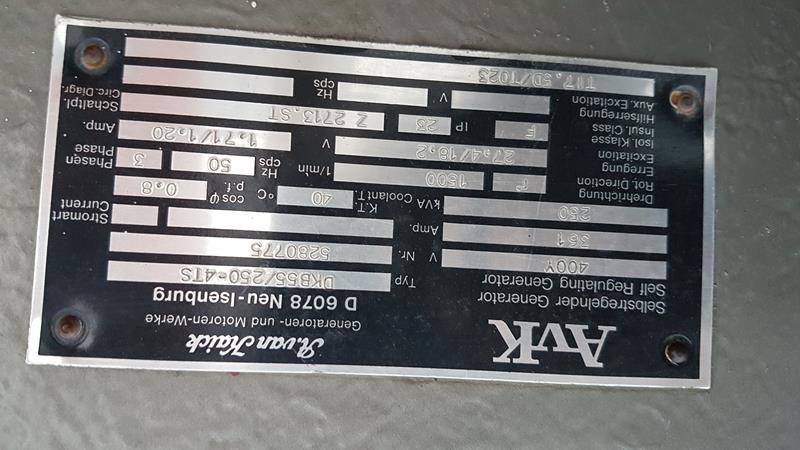 AvK
A.van Kaick
Generatoren- und Motoren-Werke
D 6078 Neu-Isenburg
Selbstregelnder Generator
Self Regulating Generator
Typ DKB55/250-4TS
400Y V Nr. 5280775
361 Amp.
Stromart
Current
250 kVA Coolant T.
K.T. 40 °C cos φ
p.f. 0,8
Drehrichtung
Rot. Direction r 1500 1/min
50 Hz
cps 3 Phasen
Phase
Erregung
Excitation 27,4/18,2 V 1,71/1,20 Amp.
Isol. Klasse
Insul. Class F IP 23 Z 2713.ST Schaltpl.
Circ. Diagr.
Hilfserregung
Aux. Excitation V Hz
cps
T117,5D/T023